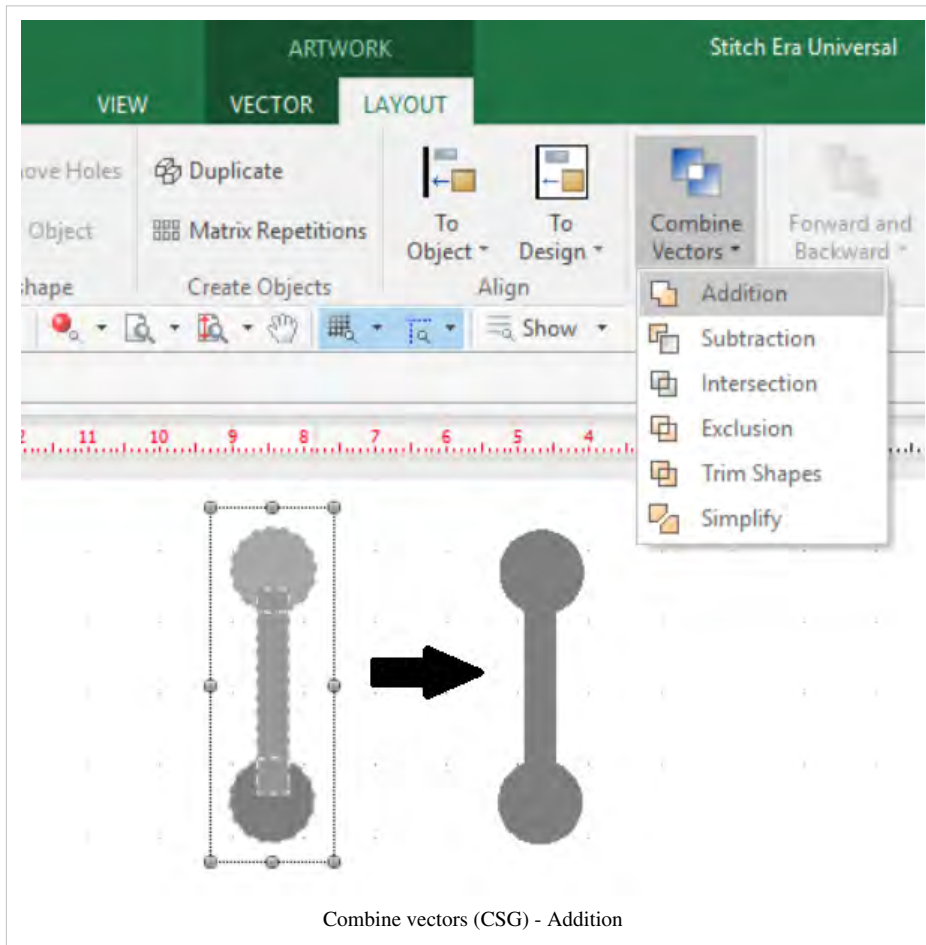 ARTWORK
Stitch Era Universal
VIEW VECTOR LAYOUT
ove Holes Duplicate
Object Matrix Repetitions
To Object To Design Combine Vectors Forward and Backward
hape Create Objects Align
Addition
Show
Subtraction
Intersection
Exclusion
Trim Shapes
Simplify
11 10 9 8 7 6 5 4
Combine vectors (CSG) - Addition